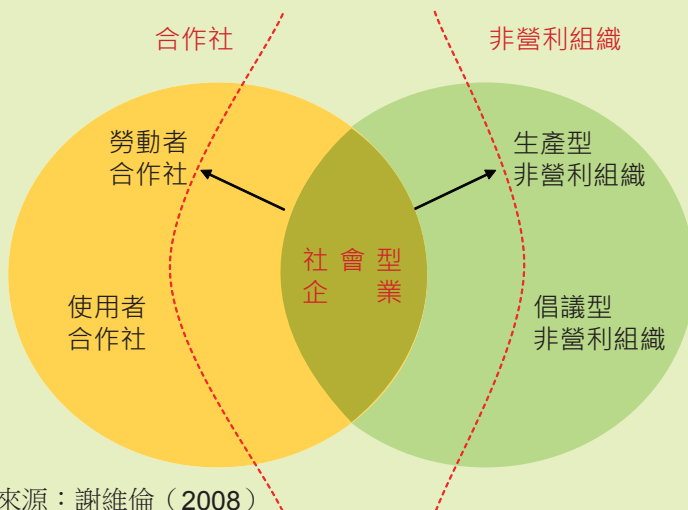 合作社
非營利組織
勞動者
合作社
生產型
非營利組織
社會型
企業
使用者
合作社
倡議型
非營利組織
來源：謝維倫（2008）